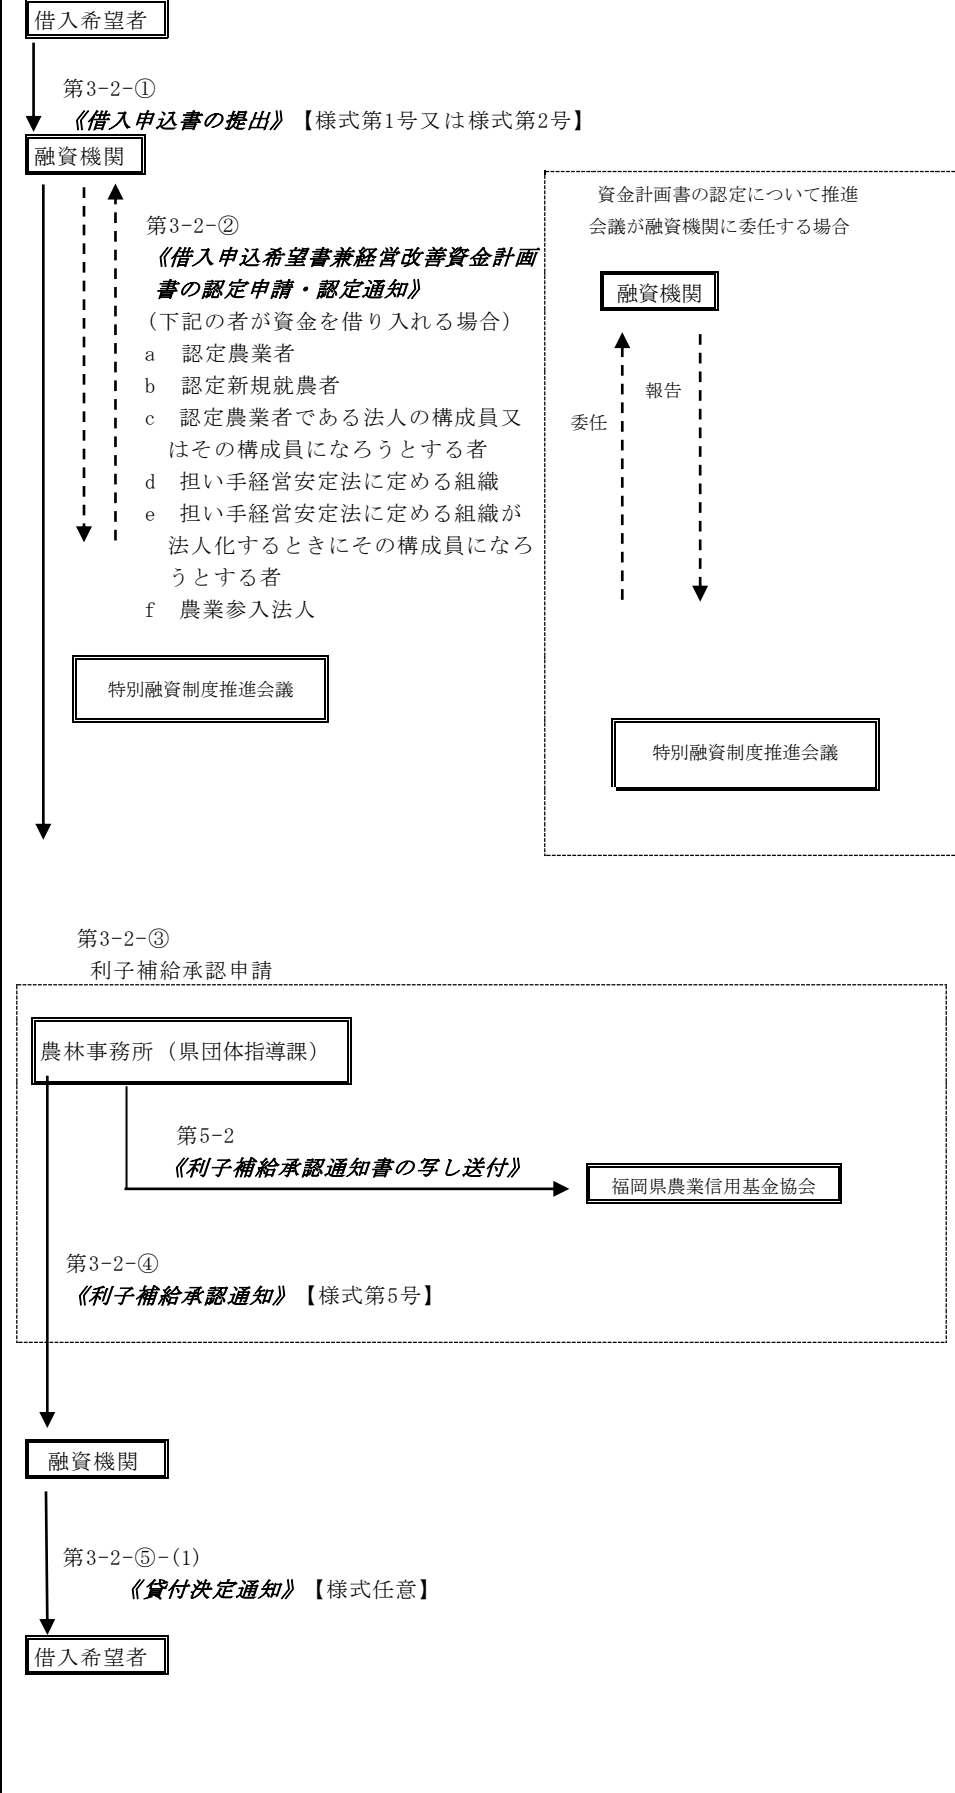 借入希望者
第3-2-①
《借入申込書の提出》【様式第1号又は様式第2号】
融資機関
第3-2-②
《借入申込希望書兼経営改善資金計画
書の認定申請・認定通知》
(下記の者が資金を借り入れる場合)
a 認定農業者
b 認定新規就農者
c 認定農業者である法人の構成員又
はその構成員になろうとする者
d 担い手経営安定法に定める組織
e 担い手経営安定法に定める組織が
法人化するときにその構成員になろ
うとする者
f 農業参入法人
特別融資制度推進会議
資金計画書の認定について推進
会議が融資機関に委任する場合
融資機関
報告
委任
特別融資制度推進会議
第3-2-③
利子補給承認申請
農林事務所(県団体指導課)
第5-2
《利子補給承認通知書の写し送付》
福岡県農業信用基金協会
第3-2-④
《利子補給承認通知》【様式第5号】
融資機関
第3-2-⑤-(1)
《貸付決定通知》【様式任意】
借入希望者